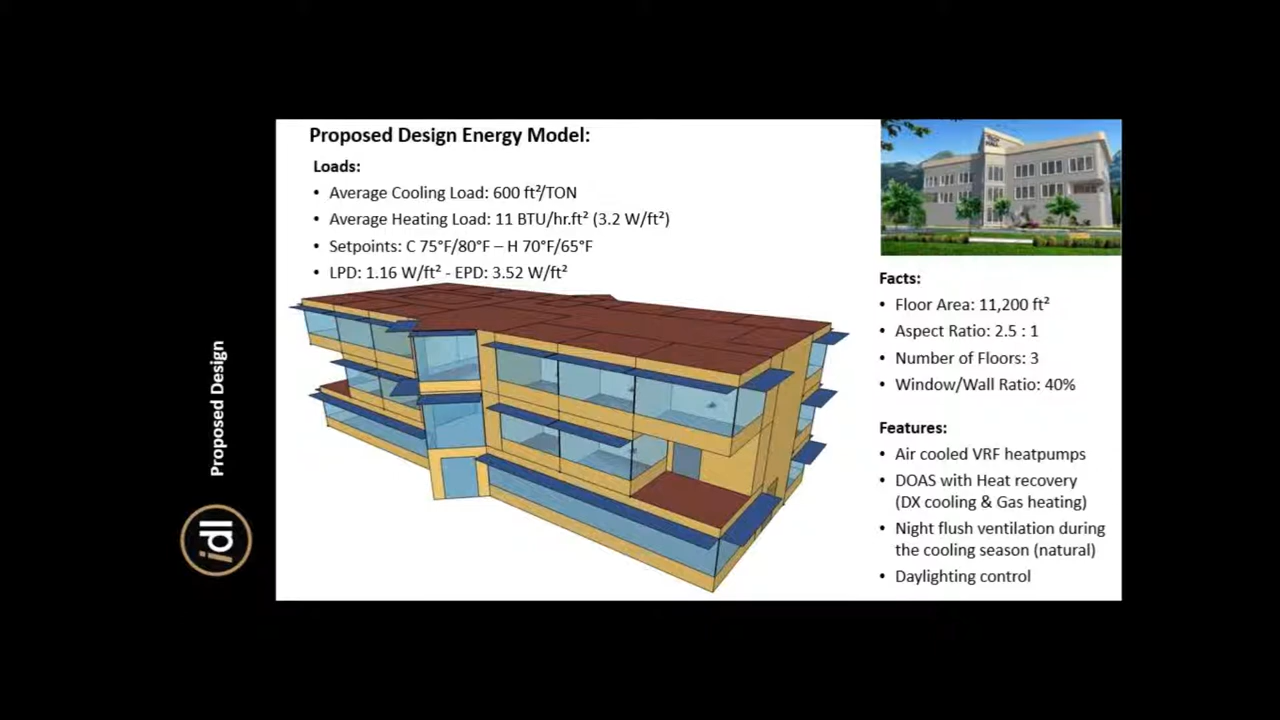 Proposed Design Energy Model:
Loads:
• Average Cooling Load: 600 ft²/TON
• Average Heating Load: 11 BTU/hr.ft² (3.2 W/ft²)
• Setpoints: C 75°F/80°F – H 70°F/65°F
• LPD: 1.16 W/ft² - EPD: 3.52 W/ft²
Facts:
• Floor Area: 11,200 ft²
• Aspect Ratio: 2.5 : 1
• Number of Floors: 3
• Window/Wall Ratio: 40%
Features:
• Air cooled VRF heatpumps
• DOAS with Heat recovery
(DX cooling & Gas heating)
• Night flush ventilation during
the cooling season (natural)
• Daylighting control
Proposed Design
idl